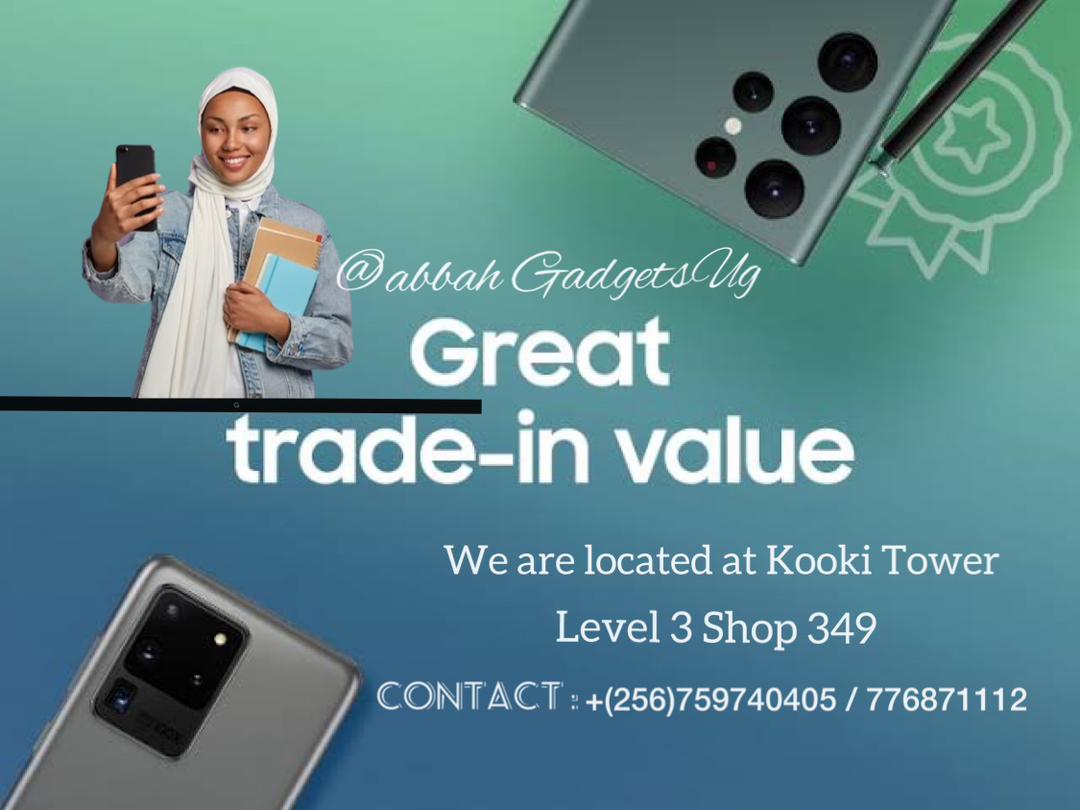 @abbah GadgetsUg
Great
trade-in value
We are located at Kooki Tower
Level 3 Shop 349
CONTACT : +(256)759740405 / 776871112